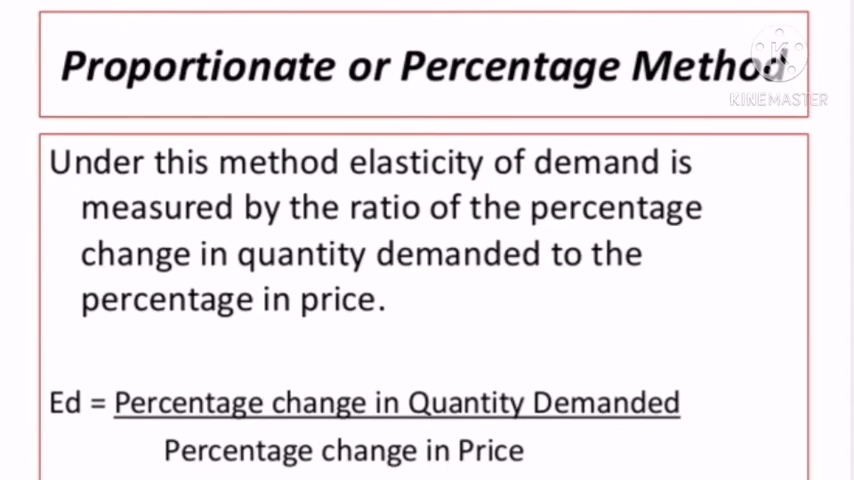 Proportionate or Percentage Method
KINEMASTER
Under this method elasticity of demand is
measured by the ratio of the percentage
change in quantity demanded to the
percentage in price.
Ed = Percentage change in Quantity Demanded
Percentage change in Price